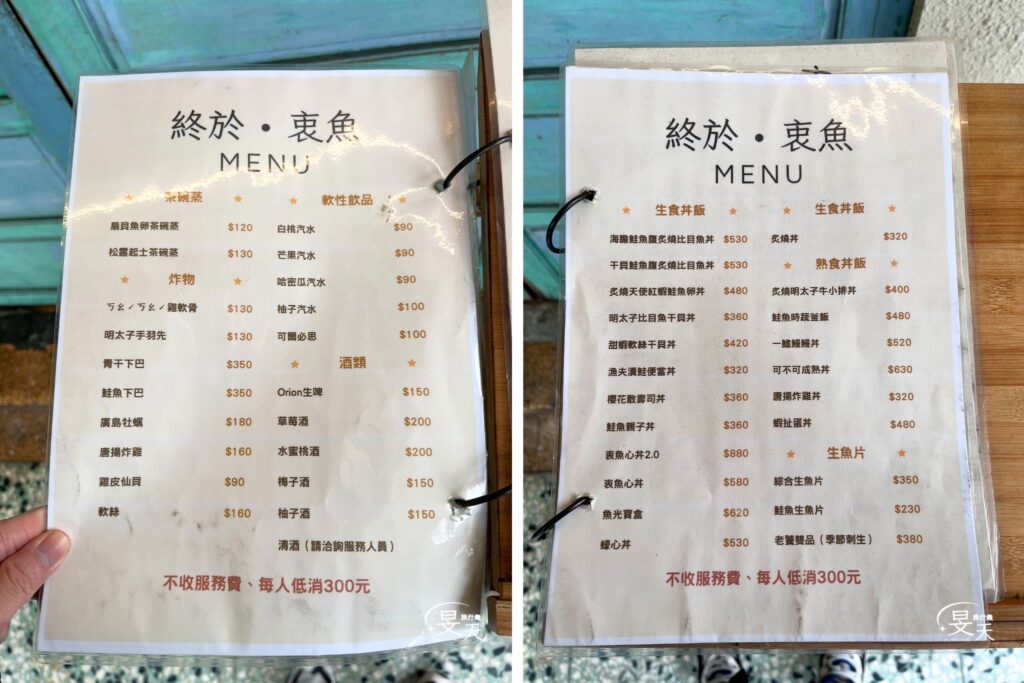 終於・衷魚
MENU
茶碗蒸
扇貝魚卵茶碗蒸 $120
松露起士茶碗蒸 $130
炸物
ㄎㄠˊㄎㄠˊ雞軟骨 $130
明太子手羽先 $130
青干下巴 $350
鮭魚下巴 $350
廣島牡蠣 $180
唐揚炸雞 $160
雞皮仙貝 $90
軟絲 $160
軟性飲品
白桃汽水 $90
芒果汽水 $90
哈密瓜汽水 $90
柚子汽水 $100
可爾必思 $100
酒類
Orion生啤 $150
草莓酒 $200
水蜜桃酒 $200
梅子酒 $150
柚子酒 $150
清酒（請洽詢服務人員）
不收服務費、每人低消300元
旅行趣
旻天
終於・衷魚
MENU
生食丼飯
海膽鮭魚腹炙燒比目魚丼 $530
干貝鮭魚腹炙燒比目魚丼 $530
炙燒天使紅蝦鮭魚卵丼 $480
明太子比目魚干貝丼 $360
甜蝦軟絲干貝丼 $420
漁夫漬鮭便當丼 $320
櫻花散壽司丼 $360
鮭魚親子丼 $360
衷魚心丼2.0 $880
衷魚心丼 $580
魚光寶盒 $620
蠔心丼 $530
生食丼飯
炙燒丼 $320
熟食丼飯
炙燒明太子牛小排丼 $400
鮭魚時蔬釜飯 $480
一鰭鰻鰻丼 $520
可不可成熟丼 $630
唐揚炸雞丼 $320
蝦扯蛋丼 $480
生魚片
綜合生魚片 $350
鮭魚生魚片 $230
老饕雙品（季節刺生） $380
不收服務費、每人低消300元
旅行趣
旻天